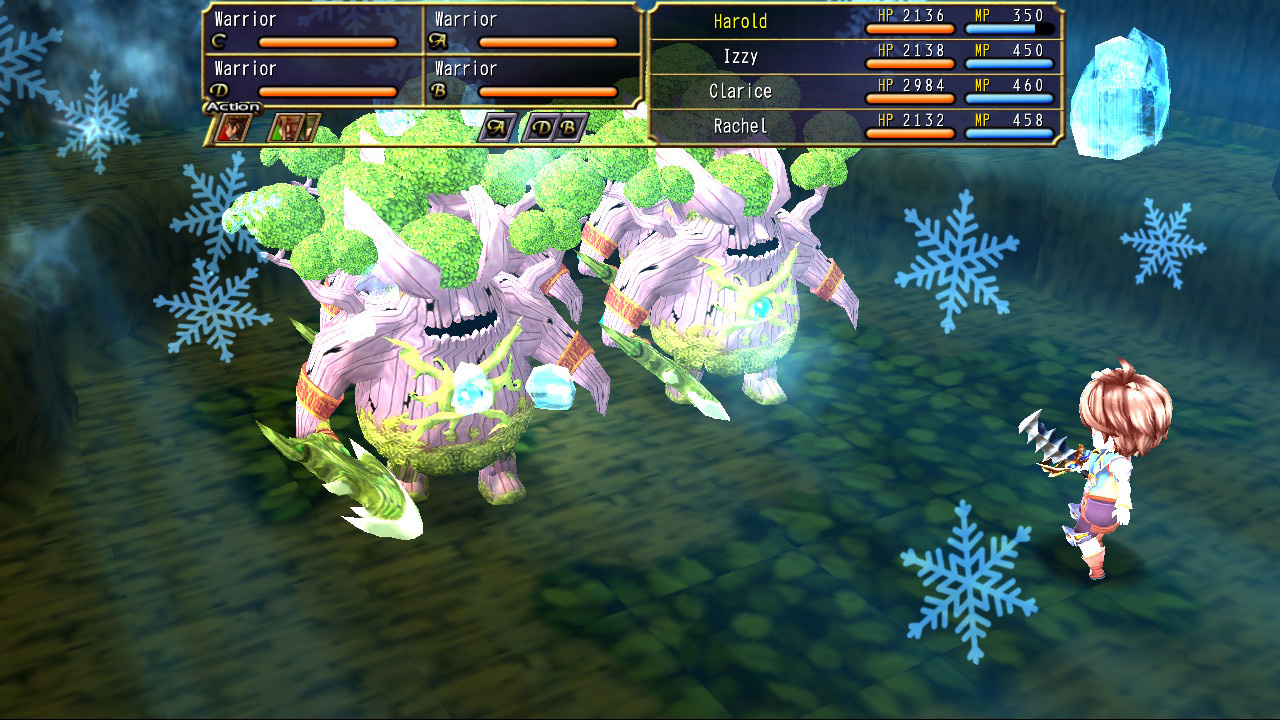 Warrior Warrior
C A
Warrior Warrior
D B
Action
A D B
Harold HP 2136 MP 350
Izzy HP 2138 MP 450
Clarice HP 2984 MP 460
Rachel HP 2132 MP 458